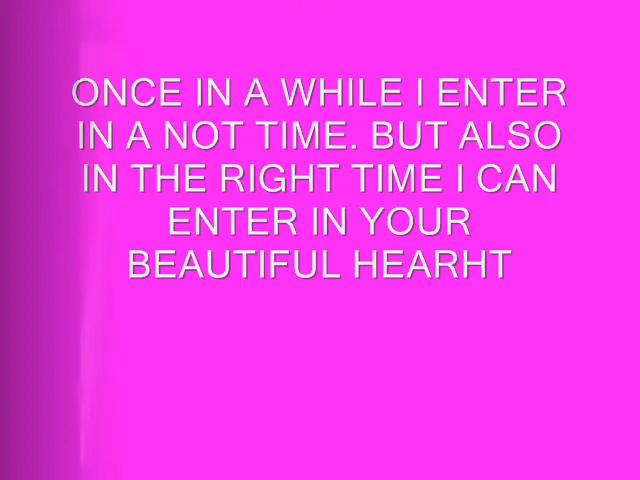 ONCE IN A WHILE I ENTER
IN A NOT TIME. BUT ALSO
IN THE RIGHT TIME I CAN
ENTER IN YOUR
BEAUTIFUL HEARHT